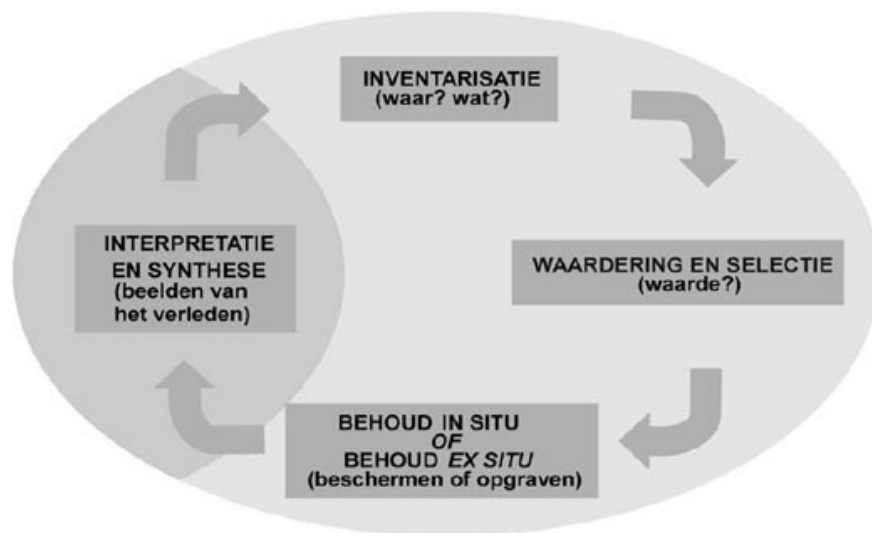 INVENTARISATIE
(waar? wat?)
WAARDERING EN SELECTIE
(waarde?)
BEHOUD IN SITU
OF
BEHOUD EX SITU
(beschermen of opgraven)
INTERPRETATIE
EN SYNTHESE
(beelden van
het verleden)